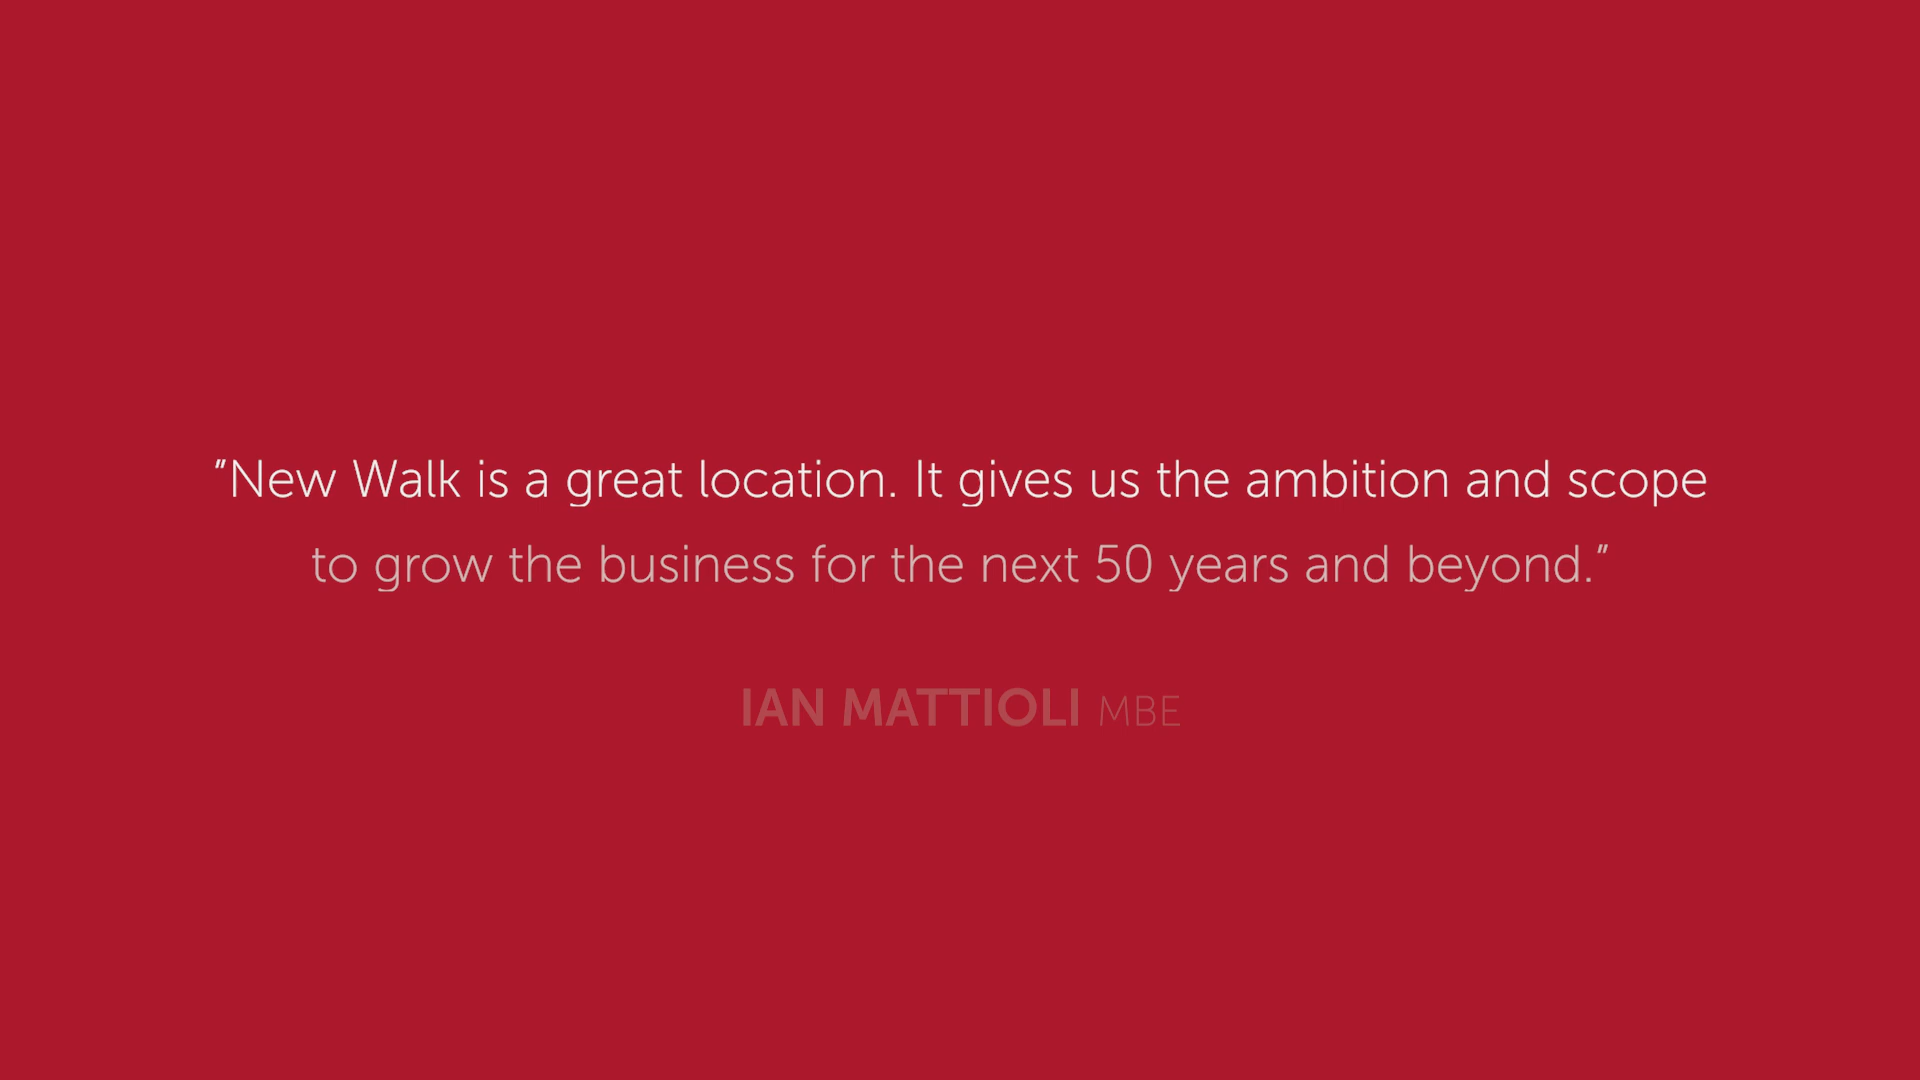 "New Walk is a great location. It gives us the ambition and scope
to grow the business for the next 50 years and beyond."
IAN MATTIOLI MBE